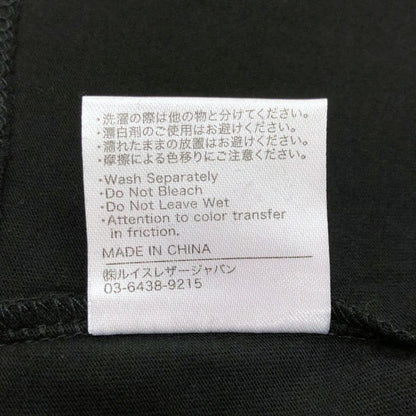 ・洗濯の際は他の物と分けてください。
・漂白剤のご使用はお避けください。
・濡れたままの放置はお避けください。
・摩擦による色移りにご注意ください。
・Wash Separately
・Do Not Bleach
・Do Not Leave Wet
・Attention to color transfer
in friction.
MADE IN CHINA
㈱ルイスレザージャパン
03-6438-9215